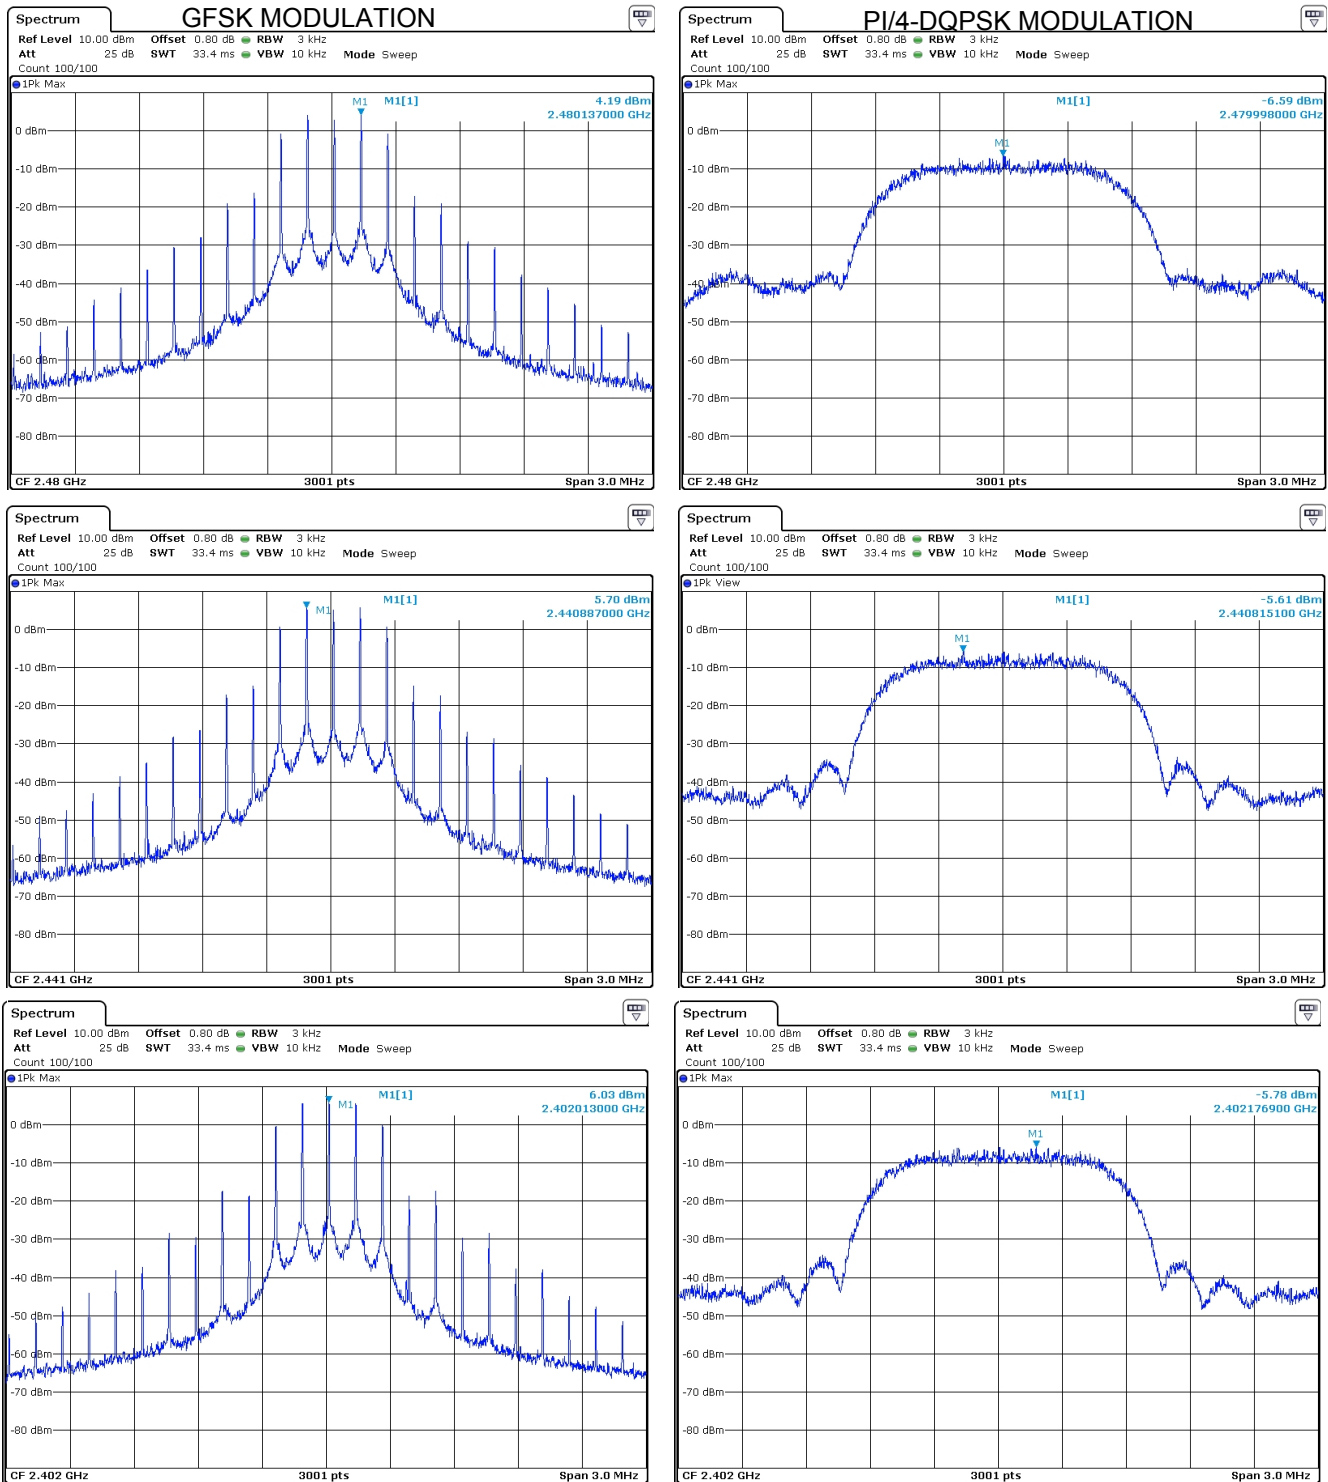 GFSK MODULATION
Spectrum
Ref Level 10.00 dBm Offset 0.80 dB RBW 3 kHz
Att 25 dB SWT 33.4 ms VBW 10 kHz Mode Sweep
Count 100/100
1Pk Max
M1[1] 4.19 dBm
2.480137000 GHz
M1
0 dBm
-10 dBm
-20 dBm
-30 dBm
-40 dBm
-50 dBm
-60 dBm
-70 dBm
-80 dBm
CF 2.48 GHz 3001 pts Span 3.0 MHz
PI/4-DQPSK MODULATION
Spectrum
Ref Level 10.00 dBm Offset 0.80 dB RBW 3 kHz
Att 25 dB SWT 33.4 ms VBW 10 kHz Mode Sweep
Count 100/100
1Pk Max
M1[1] -6.59 dBm
2.479998000 GHz
M1
0 dBm
-10 dBm
-20 dBm
-30 dBm
-40 dBm
-50 dBm
-60 dBm
-70 dBm
-80 dBm
CF 2.48 GHz 3001 pts Span 3.0 MHz
Spectrum
Ref Level 10.00 dBm Offset 0.80 dB RBW 3 kHz
Att 25 dB SWT 33.4 ms VBW 10 kHz Mode Sweep
Count 100/100
1Pk Max
M1[1] 5.70 dBm
2.440887000 GHz
M1
0 dBm
-10 dBm
-20 dBm
-30 dBm
-40 dBm
-50 dBm
-60 dBm
-70 dBm
-80 dBm
CF 2.441 GHz 3001 pts Span 3.0 MHz
Spectrum
Ref Level 10.00 dBm Offset 0.80 dB RBW 3 kHz
Att 25 dB SWT 33.4 ms VBW 10 kHz Mode Sweep
Count 100/100
1Pk View
M1[1] -5.61 dBm
2.440815100 GHz
M1
0 dBm
-10 dBm
-20 dBm
-30 dBm
-40 dBm
-50 dBm
-60 dBm
-70 dBm
-80 dBm
CF 2.441 GHz 3001 pts Span 3.0 MHz
Spectrum
Ref Level 10.00 dBm Offset 0.80 dB RBW 3 kHz
Att 25 dB SWT 33.4 ms VBW 10 kHz Mode Sweep
Count 100/100
1Pk Max
M1[1] 6.03 dBm
2.402013000 GHz
M1
0 dBm
-10 dBm
-20 dBm
-30 dBm
-40 dBm
-50 dBm
-60 dBm
-70 dBm
-80 dBm
CF 2.402 GHz 3001 pts Span 3.0 MHz
Spectrum
Ref Level 10.00 dBm Offset 0.80 dB RBW 3 kHz
Att 25 dB SWT 33.4 ms VBW 10 kHz Mode Sweep
Count 100/100
1Pk Max
M1[1] -5.78 dBm
2.402176900 GHz
M1
0 dBm
-10 dBm
-20 dBm
-30 dBm
-40 dBm
-50 dBm
-60 dBm
-70 dBm
-80 dBm
CF 2.402 GHz 3001 pts Span 3.0 MHz